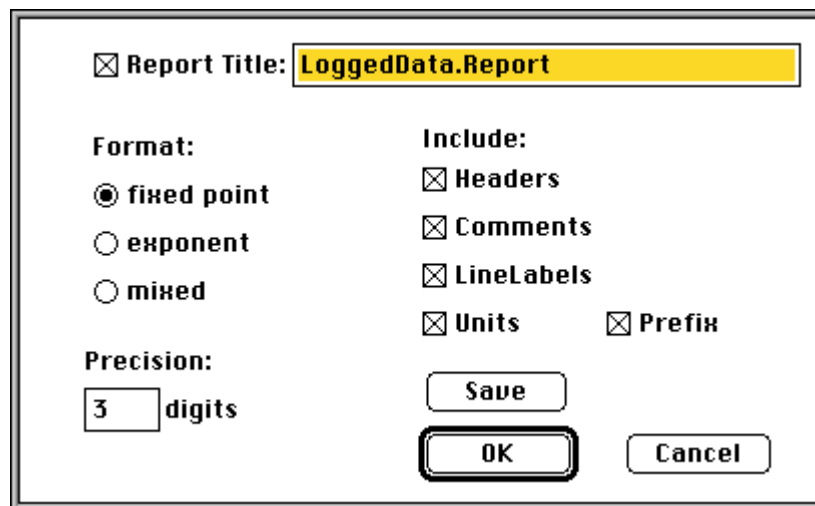 Report Title: LoggedData.Report
Format:
fixed point
exponent
mixed
Precision:
3 digits
Include:
Headers
Comments
LineLabels
Units Prefix
Save
OK Cancel